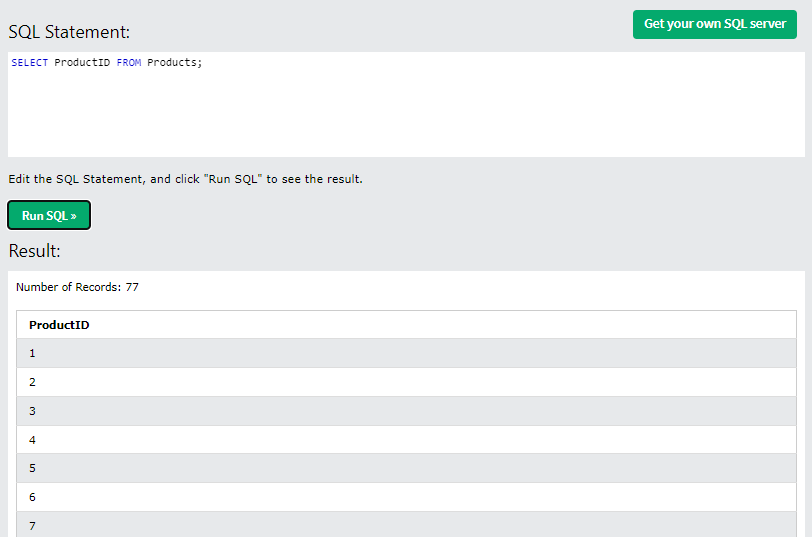 SQL Statement:
Get your own SQL server
SELECT ProductID FROM Products;
Edit the SQL Statement, and click "Run SQL" to see the result.
Run SQL »
Result:
Number of Records: 77
ProductID
1
2
3
4
5
6
7